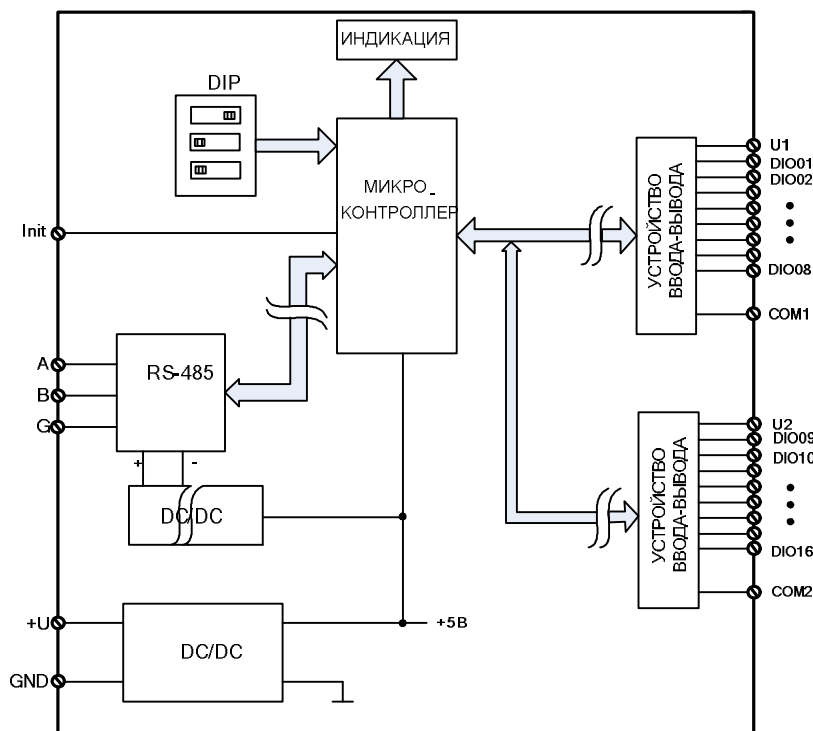 ИНДИКАЦИЯ
DIP
МИКРО-
КОНТРОЛЛЕР
Init
A
B
G
RS-485
+ -
DC/DC
+U
GND
DC/DC
+5В
УСТРОЙСТВО
ВВОДА-ВЫВОДА
U1
DIO01
DIO02
DIO08
COM1
УСТРОЙСТВО
ВВОДА-ВЫВОДА
U2
DIO09
DIO10
DIO16
COM2